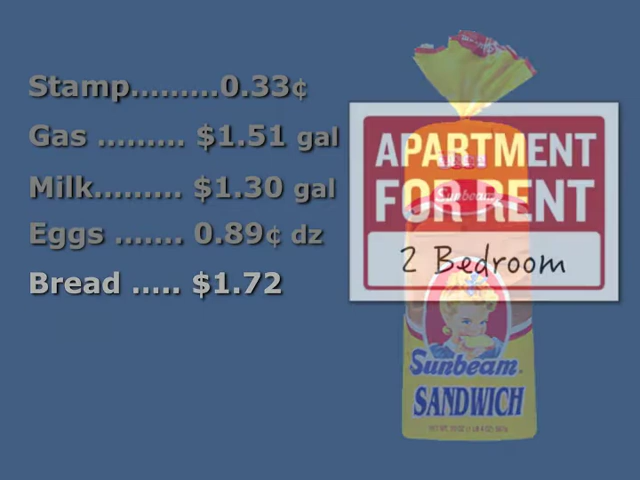 Stamp.........0.33¢
Gas ......... $1.51 gal
Milk......... $1.30 gal
Eggs ....... 0.89¢ dz
Bread ..... $1.72
APARTMENT
FOR RENT
2 Bedroom
Sunbeam
Sunbeam
SANDWICH